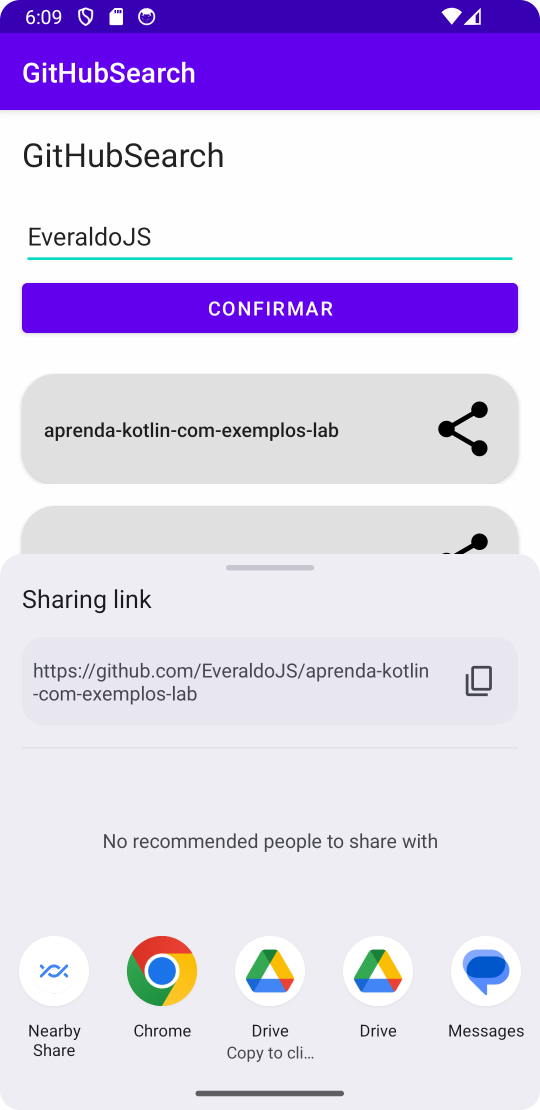 6:09
GitHubSearch
GitHubSearch
EveraldoJS
CONFIRMAR
aprenda-kotlin-com-exemplos-lab
Sharing link
https://github.com/EveraldoJS/aprenda-kotlin
-com-exemplos-lab
No recommended people to share with
Nearby
Share
Chrome
Drive
Copy to cli…
Drive
Messages